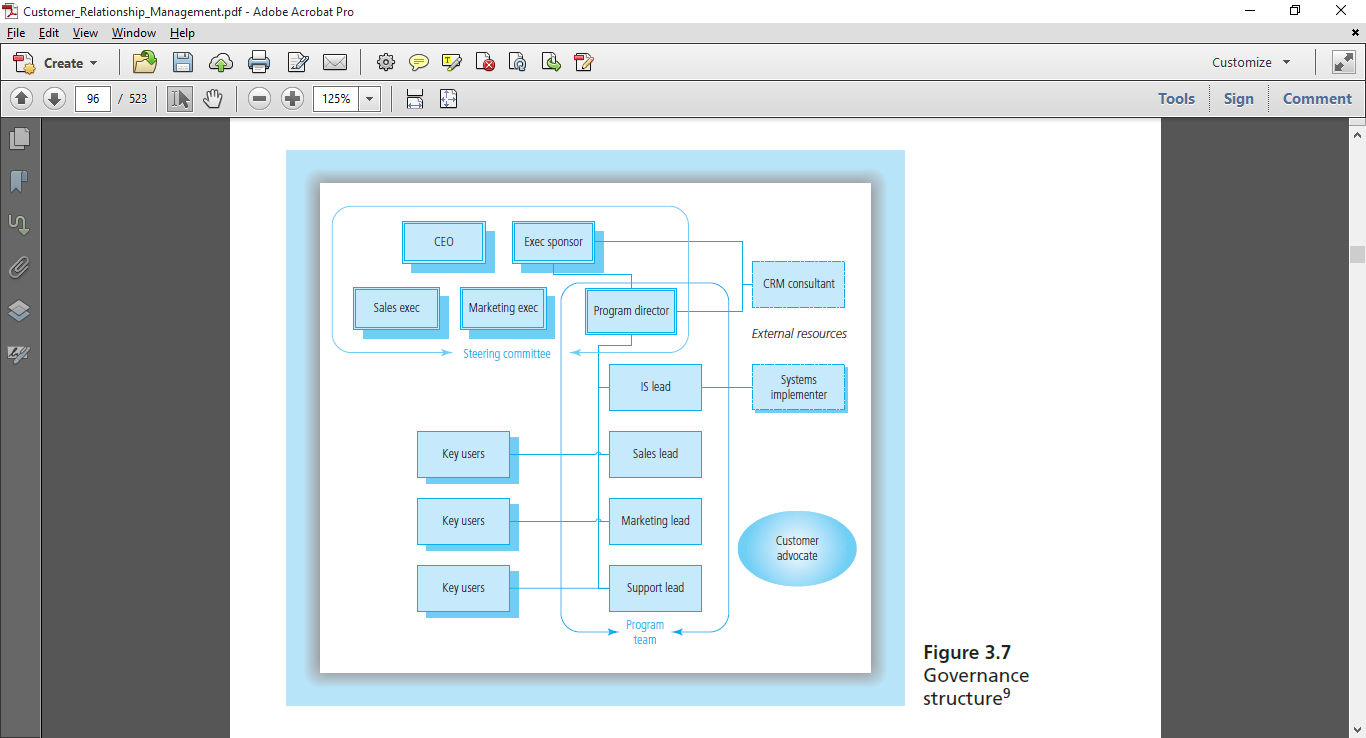 Customer_Relationship_Management.pdf - Adobe Acrobat Pro
File Edit View Window Help
Create
Customize
96 / 523
125%
Tools Sign Comment
CEO
Exec sponsor
CRM consultant
Sales exec
Marketing exec
Program director
External resources
Steering committee
IS lead
Systems
implementer
Key users
Sales lead
Key users
Marketing lead
Customer
advocate
Key users
Support lead
Program
team
Figure 3.7
Governance
structure9